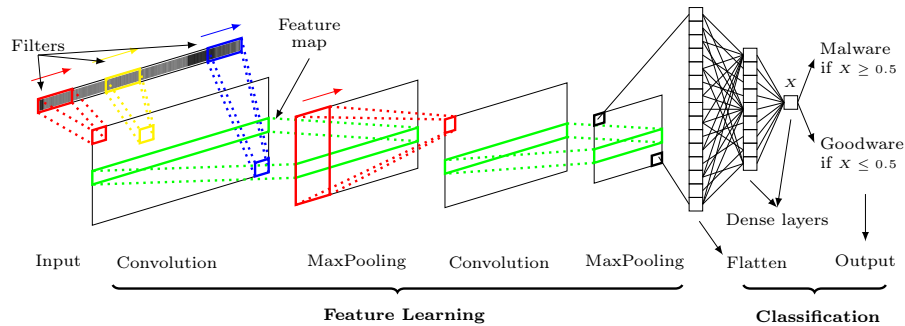 Filters
Feature
map
X
Malware
if X ≥ 0.5
Goodware
if X ≤ 0.5
Dense layers
Input
Convolution
MaxPooling
Convolution
MaxPooling
Flatten
Output
Feature Learning
Classification